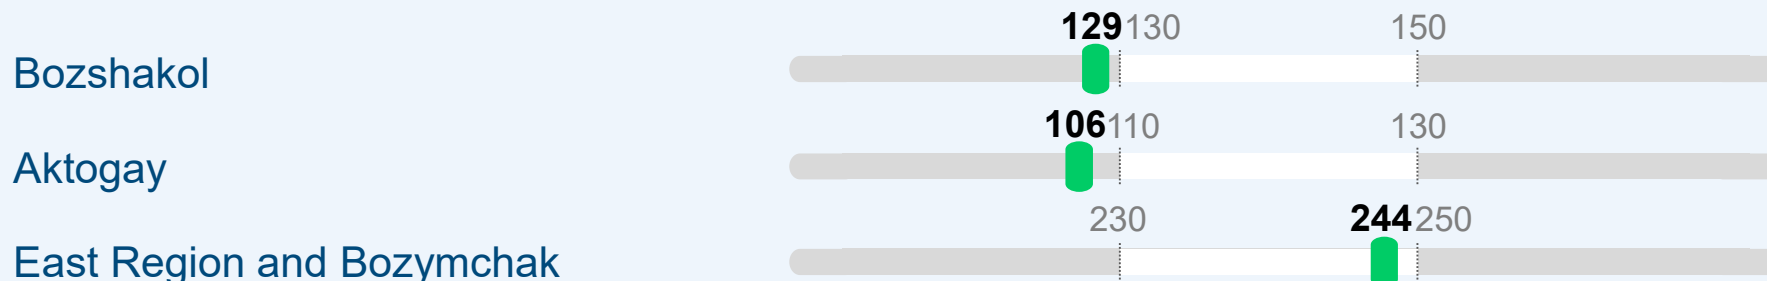 129 130 150
Bozshakol
106 110 130
Aktogay
230 244 250
East Region and Bozymchak